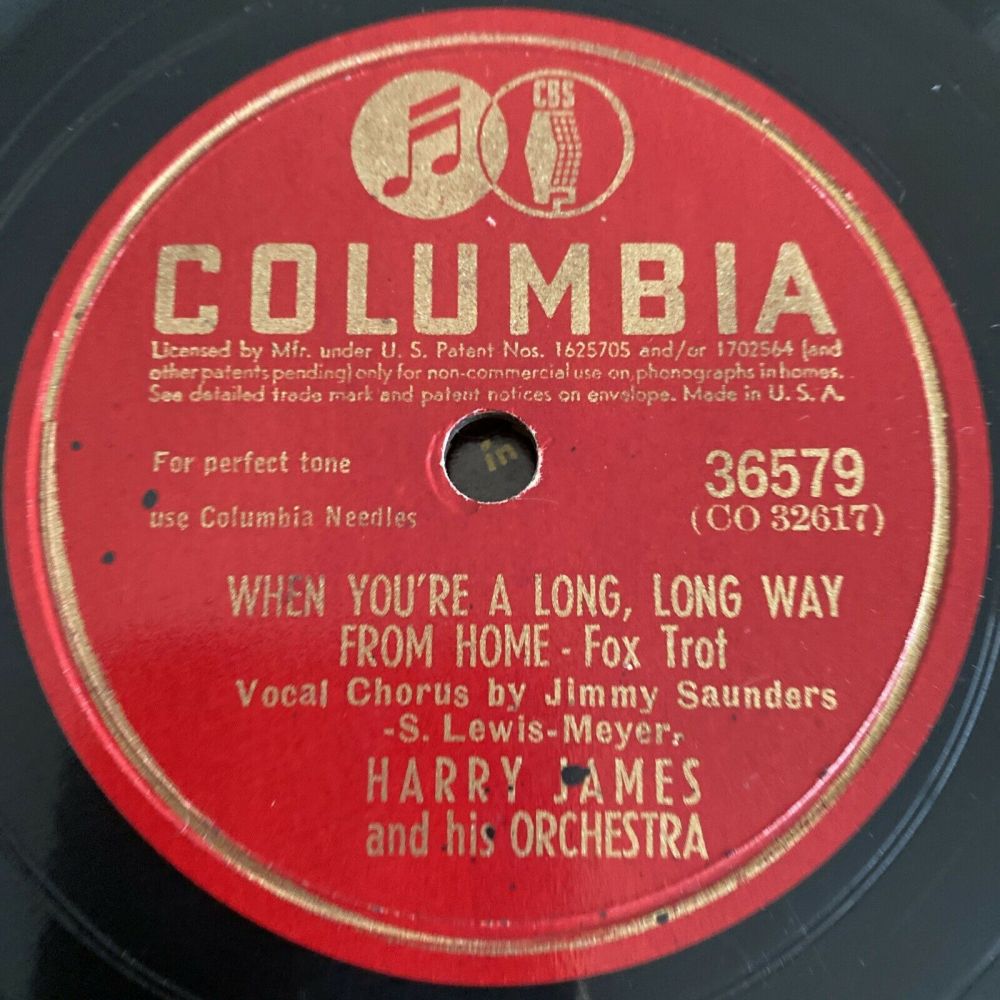 CBS
COLUMBIA
Licensed by Mfr. under U. S. Patent Nos. 1625705 and/or 1702564 (and
other patents pending) only for non-commercial use on phonographs in homes.
See detailed trade mark and patent notices on envelope. Made in U. S. A.
in
For perfect tone
use Columbia Needles
36579
(CO 32617)
WHEN YOU'RE A LONG, LONG WAY
FROM HOME - Fox Trot
Vocal Chorus by Jimmy Saunders
-S. Lewis-Meyer-
HARRY JAMES
and his ORCHESTRA